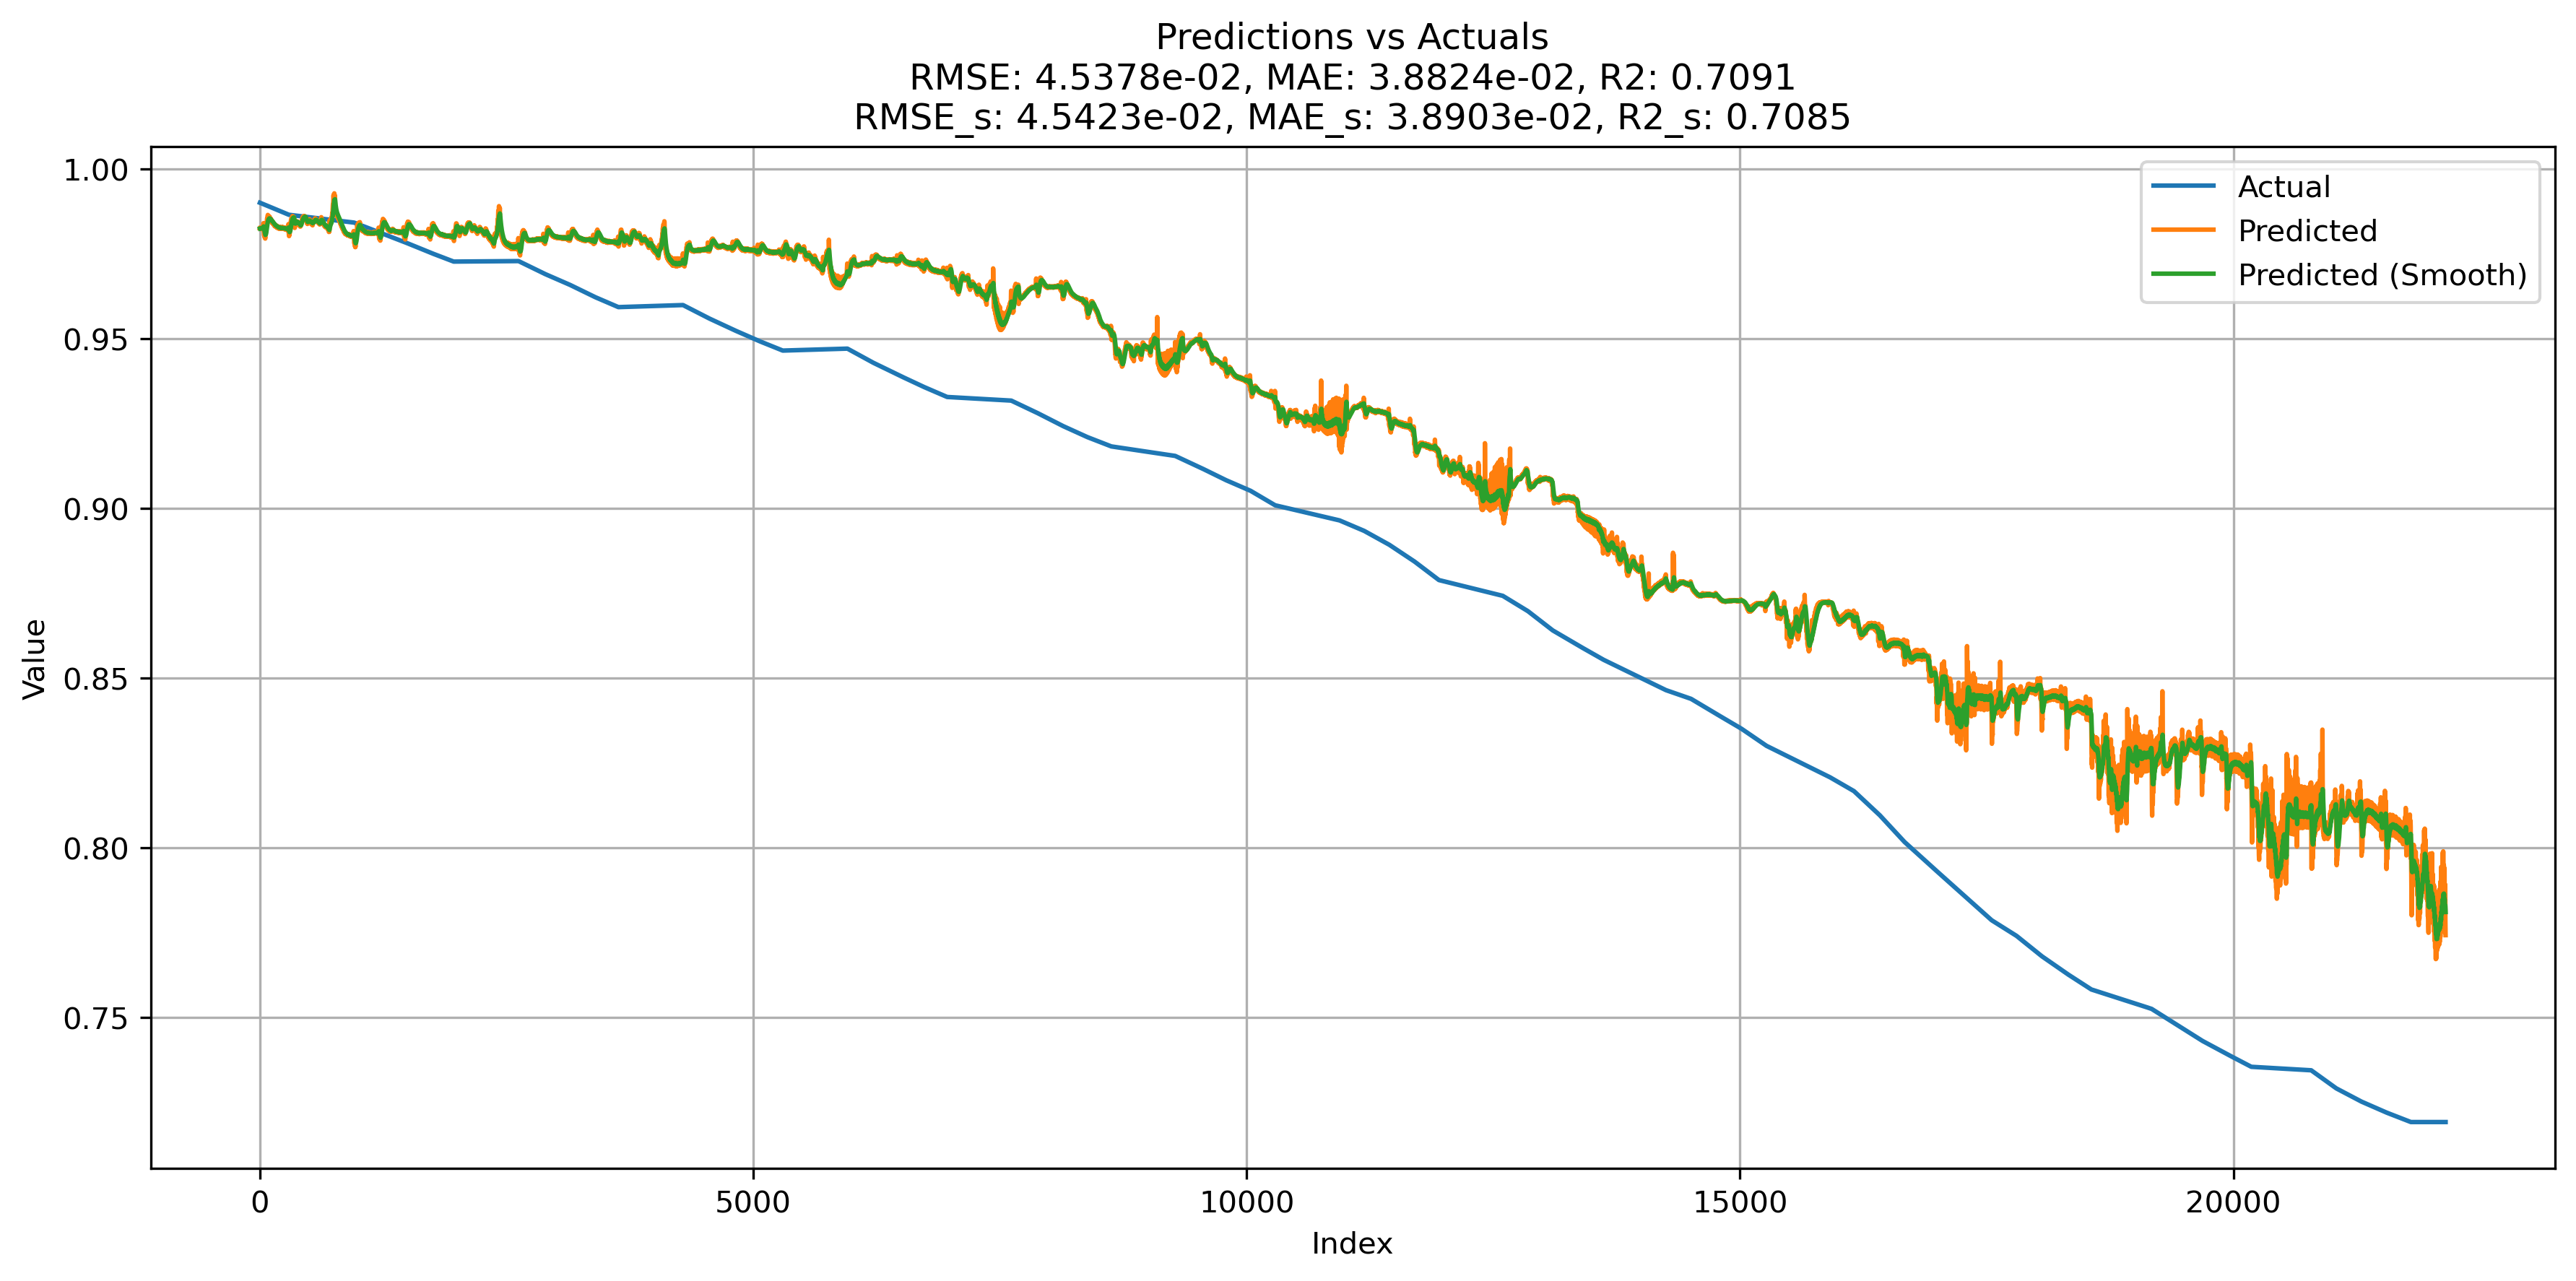 Predictions vs Actuals
RMSE: 4.5378e-02, MAE: 3.8824e-02, R2: 0.7091
RMSE_s: 4.5423e-02, MAE_s: 3.8903e-02, R2_s: 0.7085
Actual
Predicted
Predicted (Smooth)
1.00
0.95
0.90
0.85
0.80
0.75
Value
0 5000 10000 15000 20000
Index